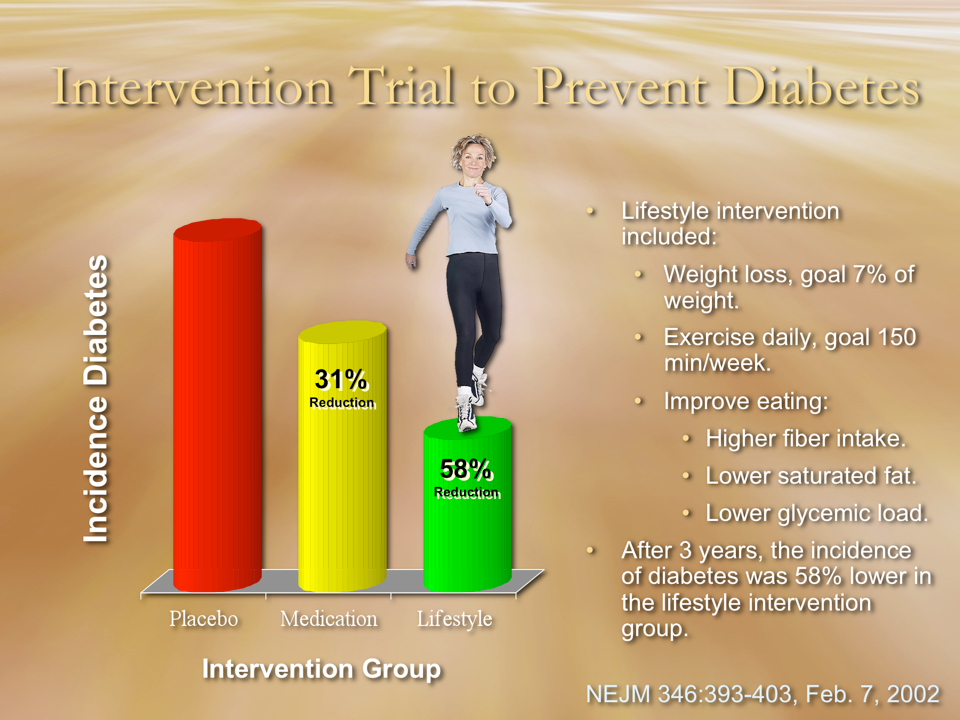 Intervention Trial to Prevent Diabetes
Incidence Diabetes
31%
Reduction
58%
Reduction
Placebo
Medication
Lifestyle
Intervention Group
• Lifestyle intervention
included:
• Weight loss, goal 7% of
weight.
• Exercise daily, goal 150
min/week.
• Improve eating:
• Higher fiber intake.
• Lower saturated fat.
• Lower glycemic load.
• After 3 years, the incidence
of diabetes was 58% lower in
the lifestyle intervention
group.
NEJM 346:393-403, Feb. 7, 2002